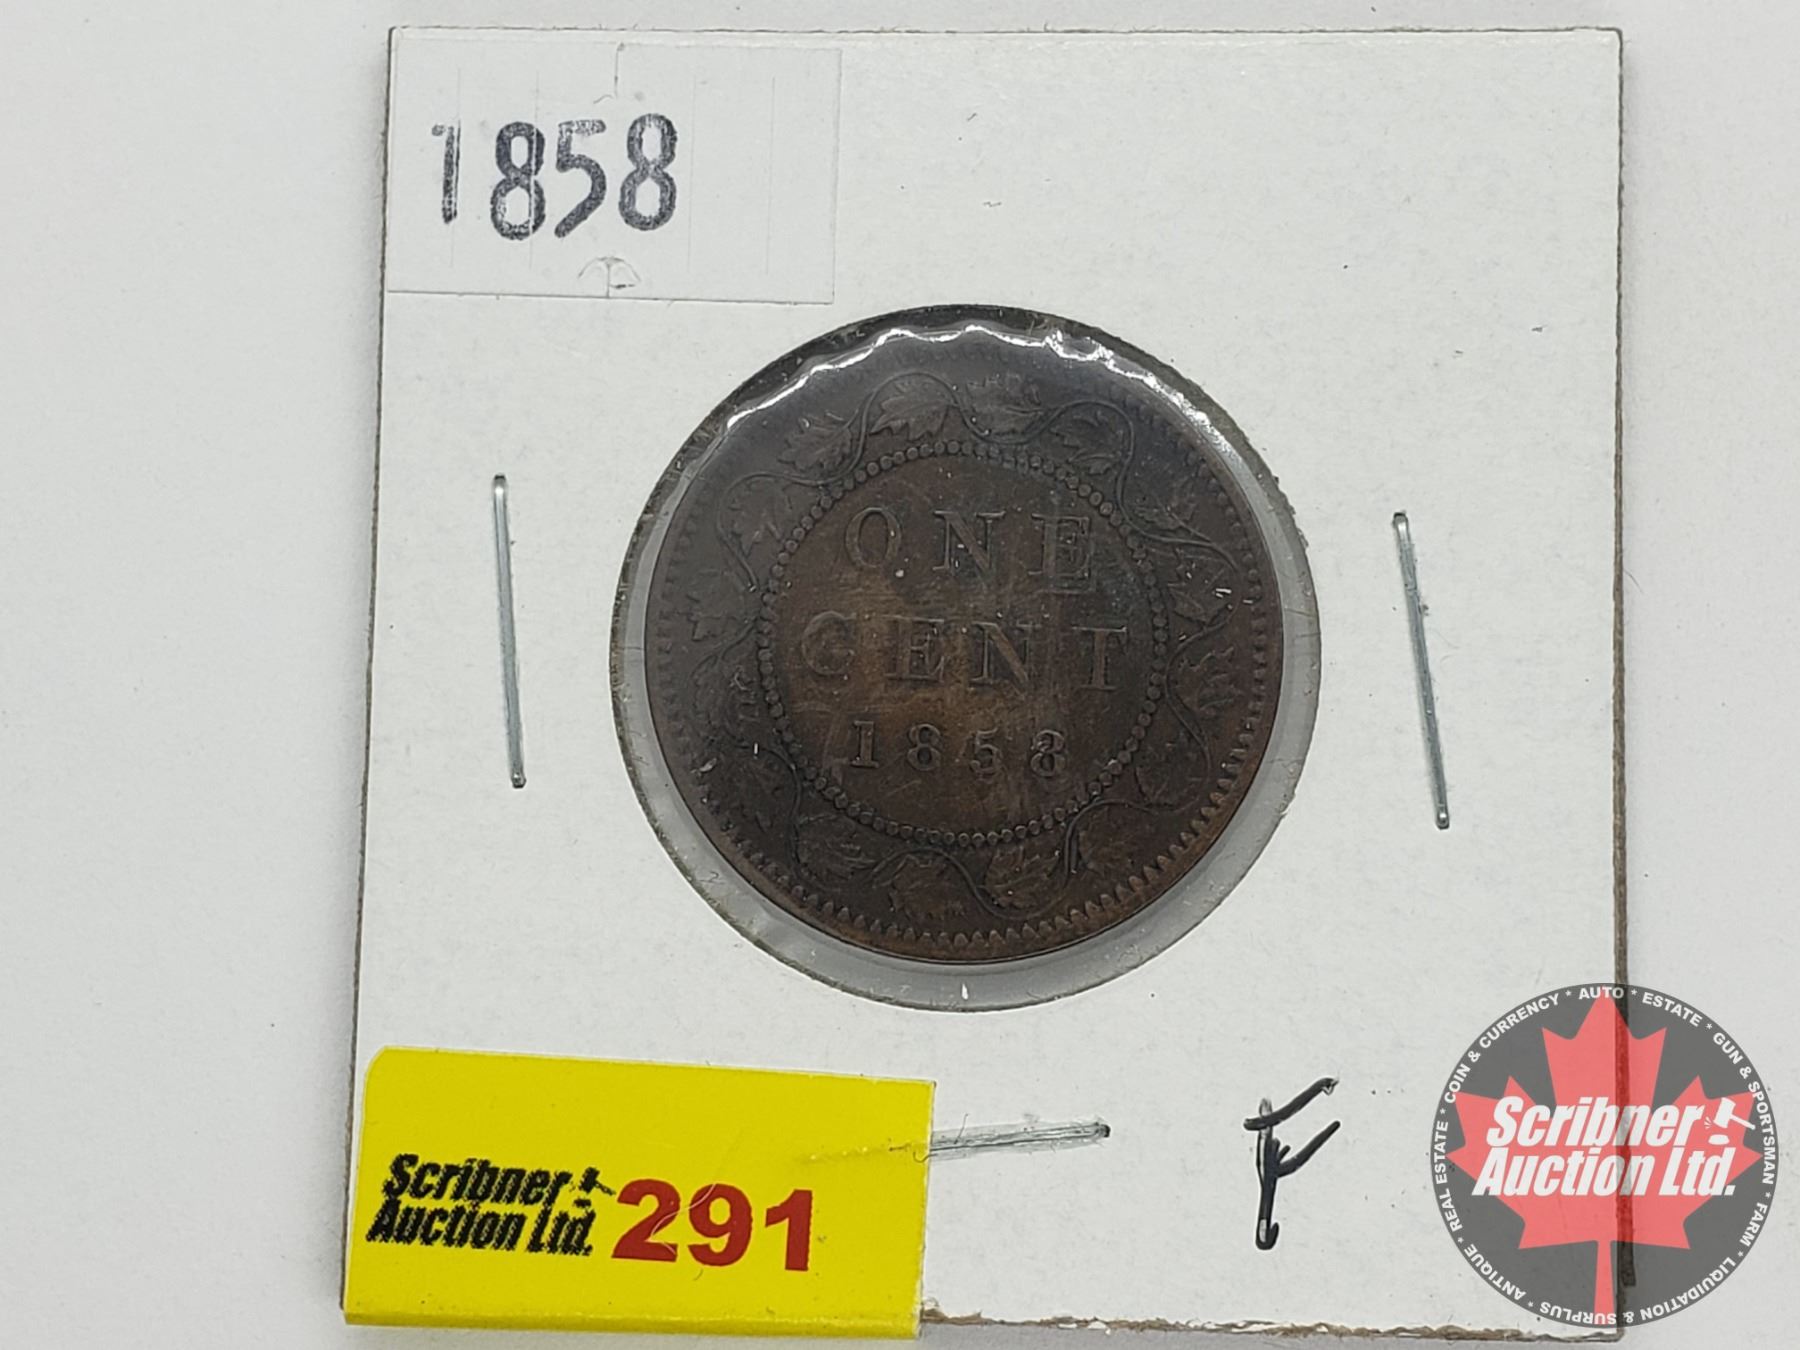 1858
ONE
CENT
1858
F
Scribner
Auction Ltd.
291
REAL ESTATE * COIN & CURRENCY * AUTO * ESTATE * GUN & SPORTSMAN * FARM * LIQUIDATION & SURPLUS * ANTIQUE *
Scribner
Auction Ltd.